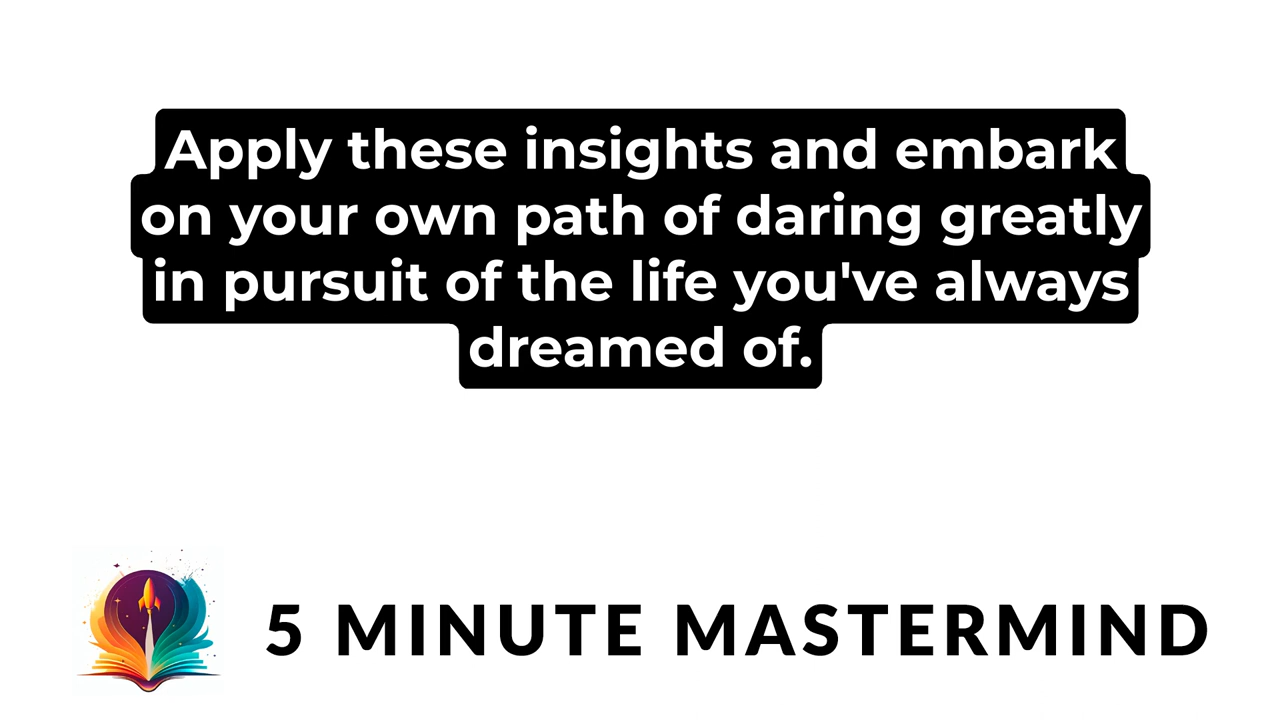 Apply these insights and embark
on your own path of daring greatly
in pursuit of the life you've always
dreamed of.
5 MINUTE MASTERMIND